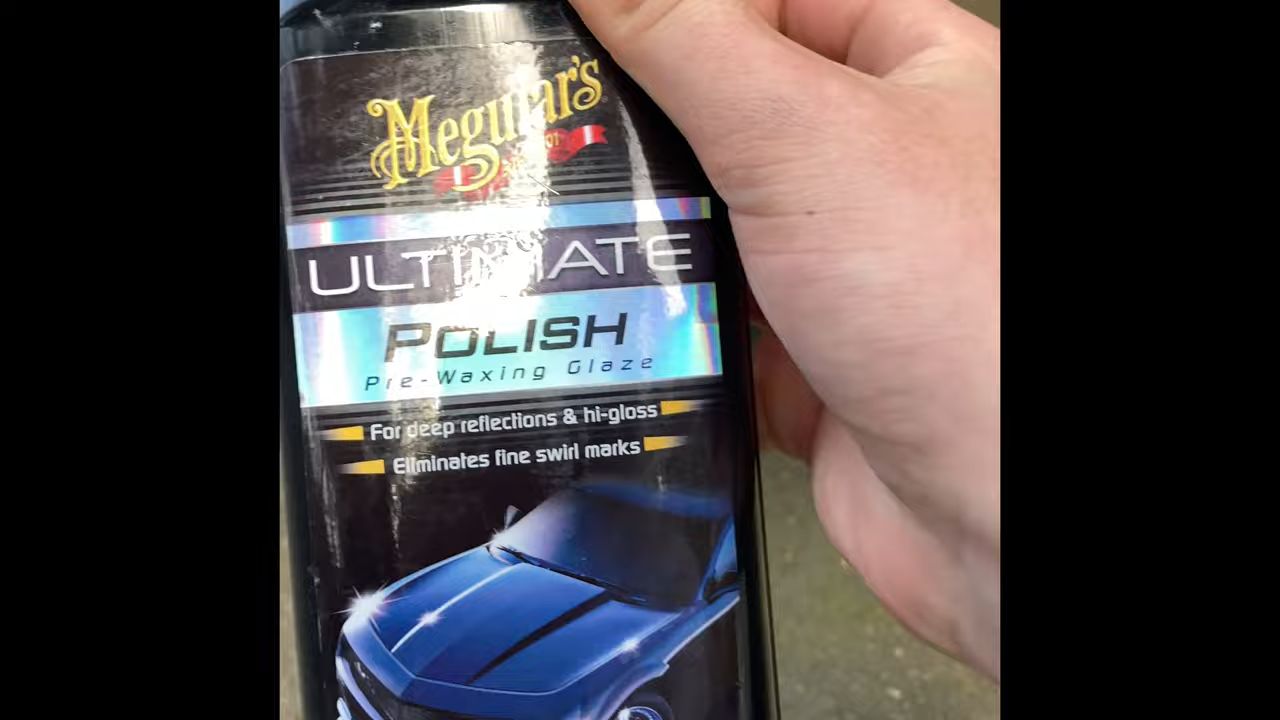 Meguiar's
ULTIMATE
POLISH
Pre-Waxing Glaze
For deep reflections & hi-gloss
Eliminates fine swirl marks